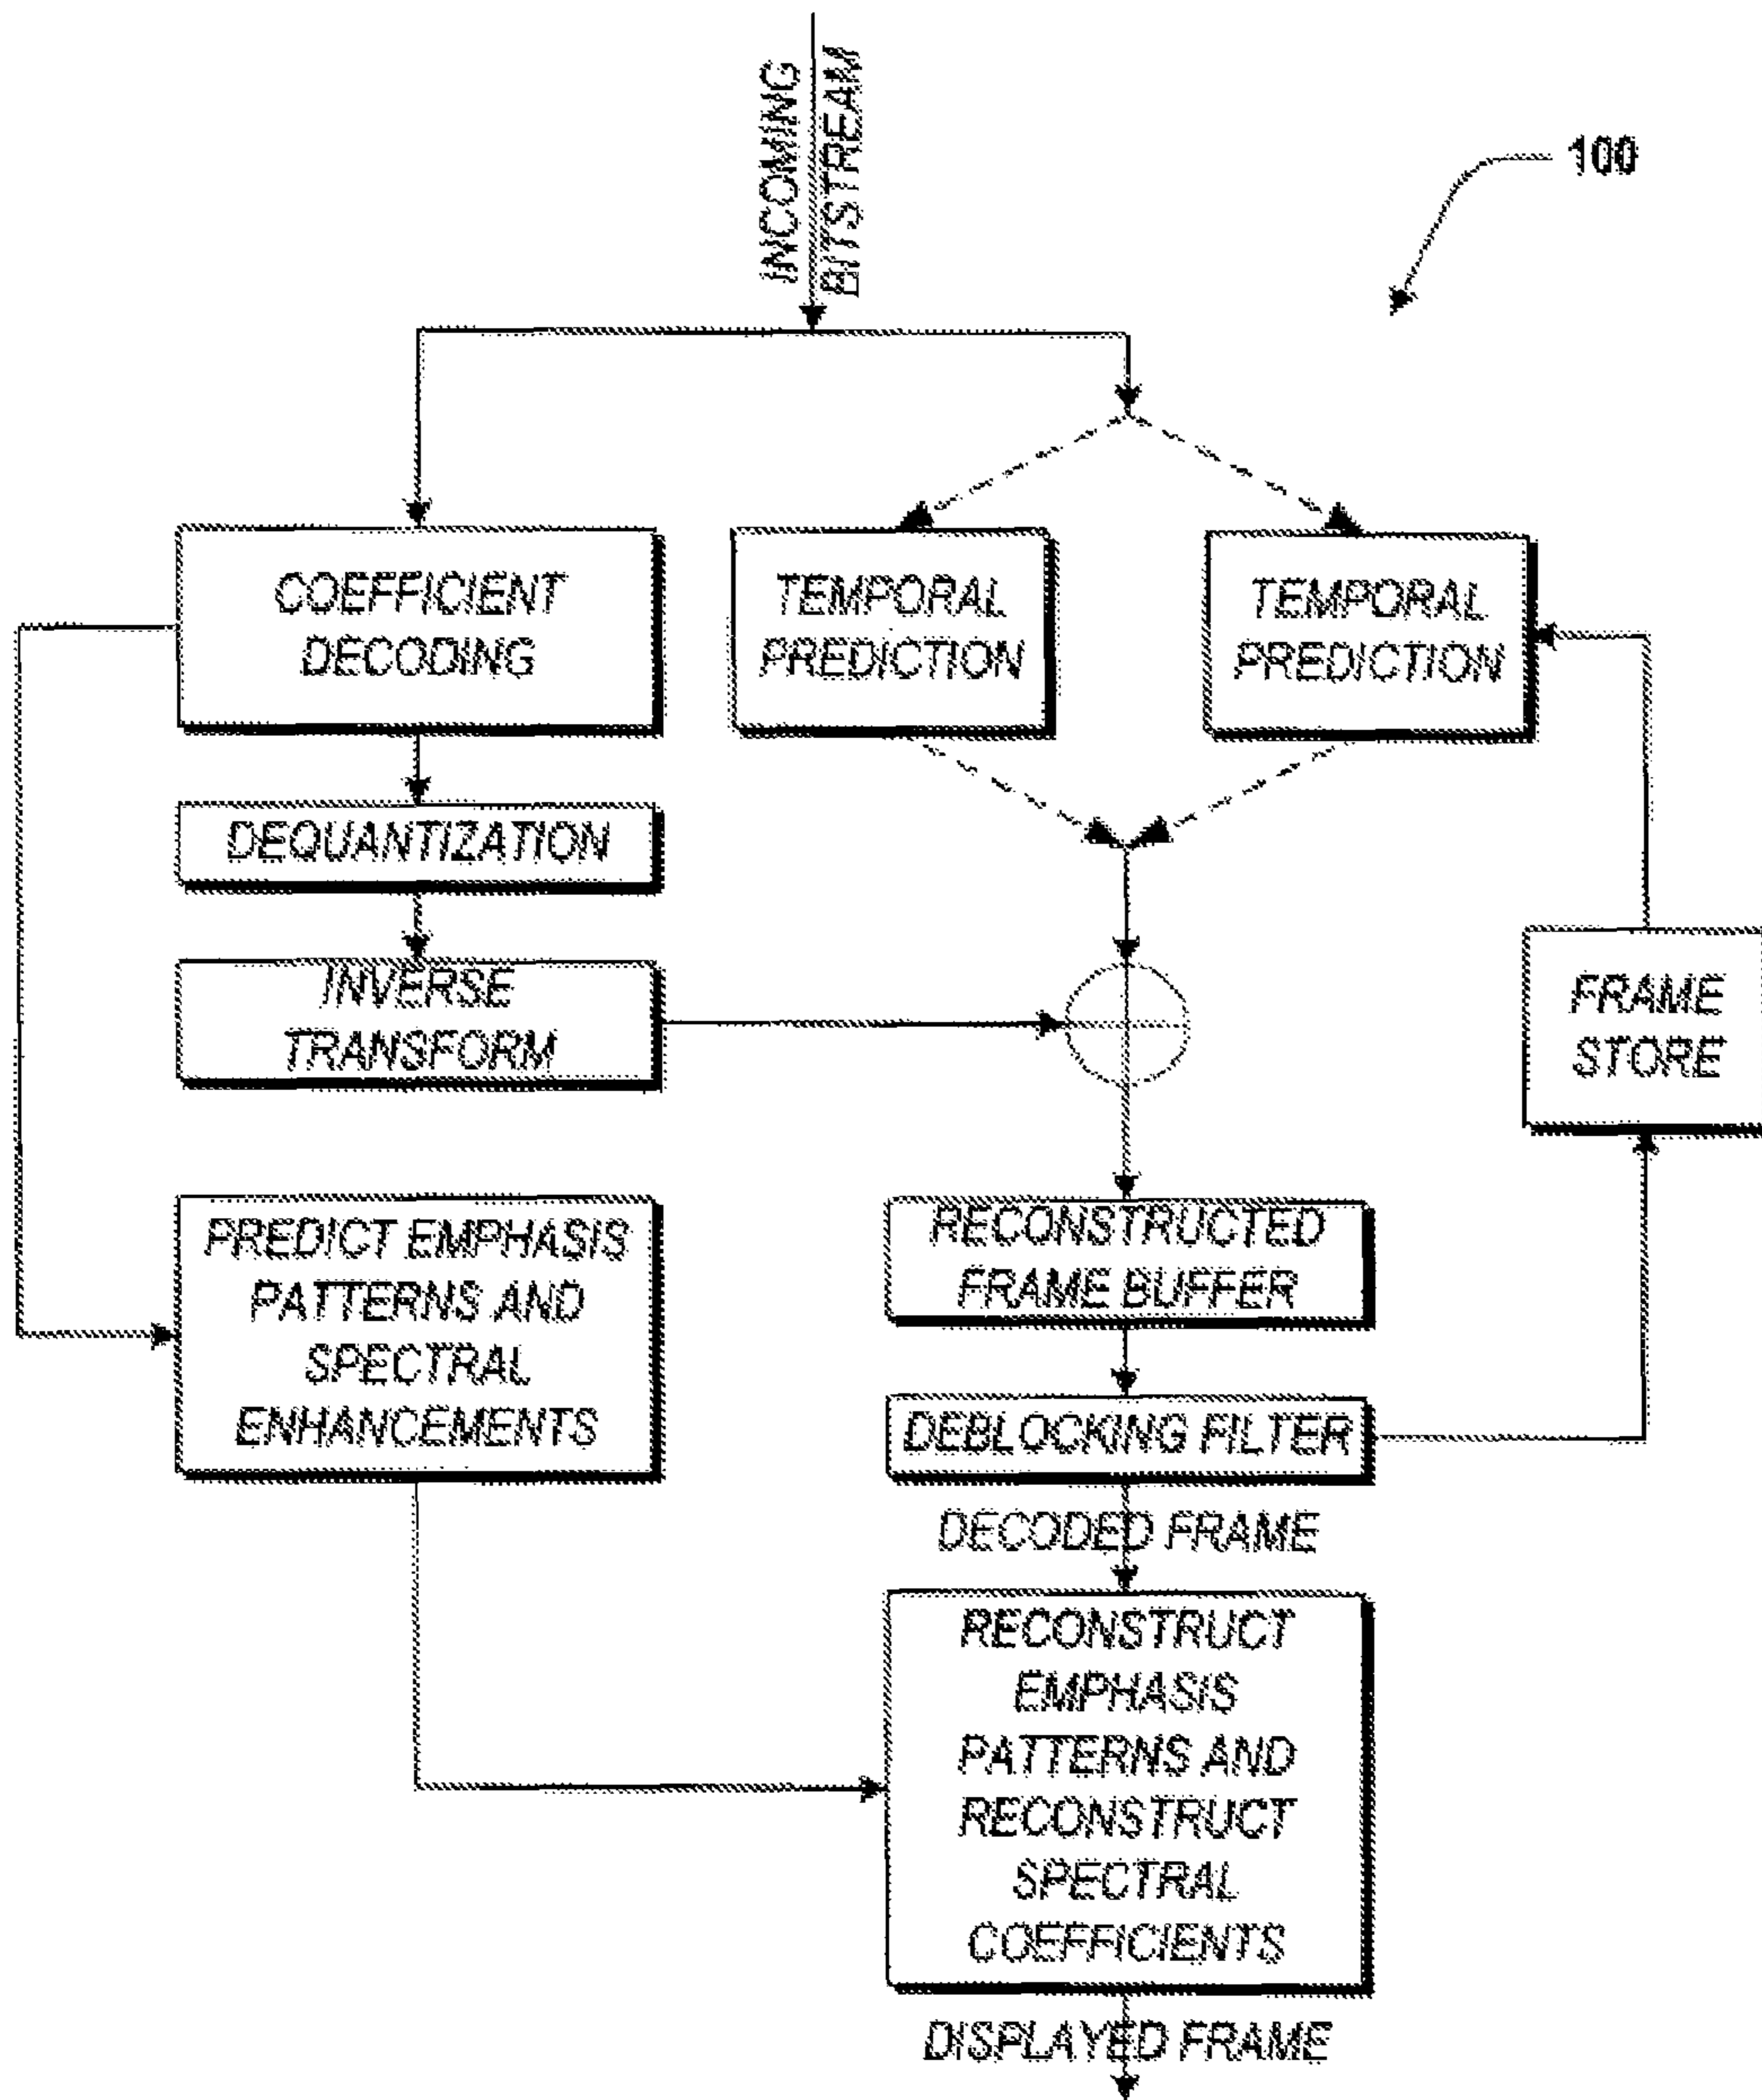 INCOMING
BITSTREAM
100
COEFFICIENT
DECODING
TEMPORAL
PREDICTION
TEMPORAL
PREDICTION
DEQUANTIZATION
INVERSE
TRANSFORM
FRAME
STORE
PREDICT EMPHASIS
PATTERNS AND
SPECTRAL
ENHANCEMENTS
RECONSTRUCTED
FRAME BUFFER
DEBLOCKING FILTER
DECODED FRAME
RECONSTRUCT
EMPHASIS
PATTERNS AND
RECONSTRUCT
SPECTRAL
COEFFICIENTS
DISPLAYED FRAME